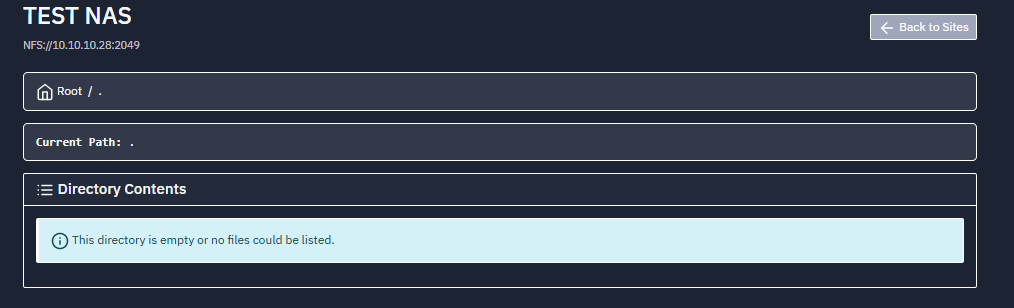 TEST NAS
NFS://10.10.10.28:2049
Back to Sites
Root / .
Current Path: .
Directory Contents
This directory is empty or no files could be listed.